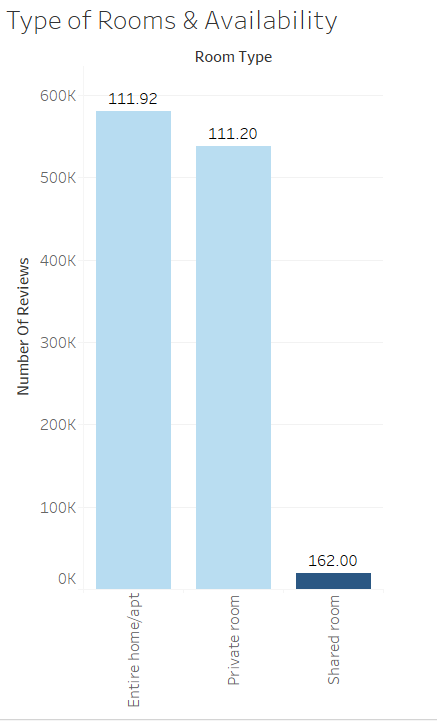 Type of Rooms & Availability
Room Type
Number Of Reviews
600K
500K
400K
300K
200K
100K
0K
111.92
111.20
162.00
Entire home/apt
Private room
Shared room